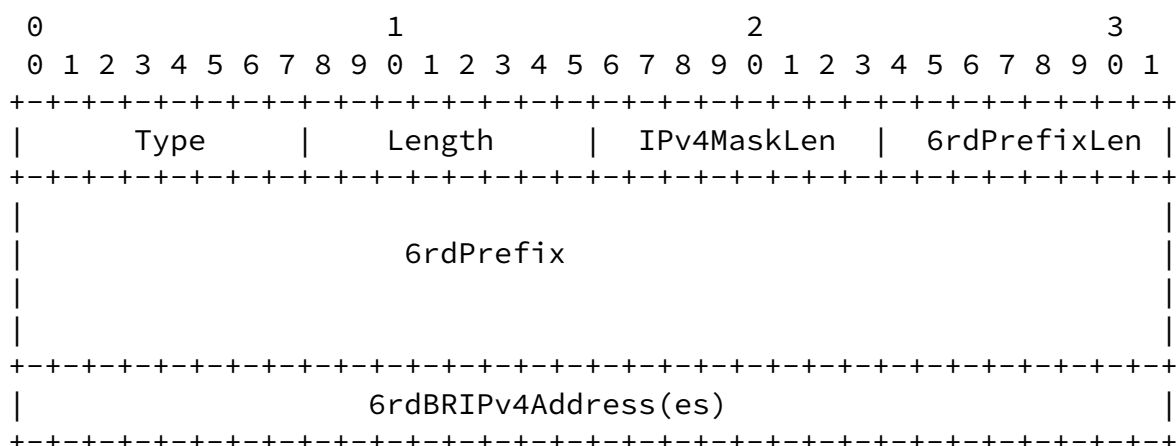 0                   1                   2                   3
0 1 2 3 4 5 6 7 8 9 0 1 2 3 4 5 6 7 8 9 0 1 2 3 4 5 6 7 8 9 0 1
+-+-+-+-+-+-+-+-+-+-+-+-+-+-+-+-+-+-+-+-+-+-+-+-+-+-+-+-+-+-+-+-+
|      Type     |    Length     |  IPv4MaskLen  |  6rdPrefixLen |
+-+-+-+-+-+-+-+-+-+-+-+-+-+-+-+-+-+-+-+-+-+-+-+-+-+-+-+-+-+-+-+-+
|                                                               |
|                     6rdPrefix                                 |
|                                                               |
|                                                               |
+-+-+-+-+-+-+-+-+-+-+-+-+-+-+-+-+-+-+-+-+-+-+-+-+-+-+-+-+-+-+-+-+
|                   6rdBRIPv4Address(es)                        |
+-+-+-+-+-+-+-+-+-+-+-+-+-+-+-+-+-+-+-+-+-+-+-+-+-+-+-+-+-+-+-+-+